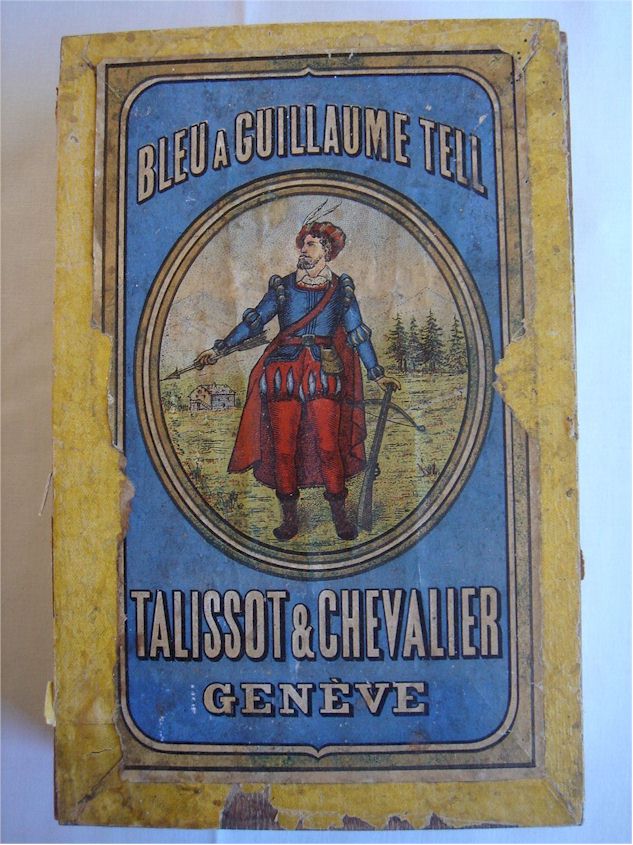 BLEU A GUILLAUME TELL
TALISSOT & CHEVALIER
GENÈVE